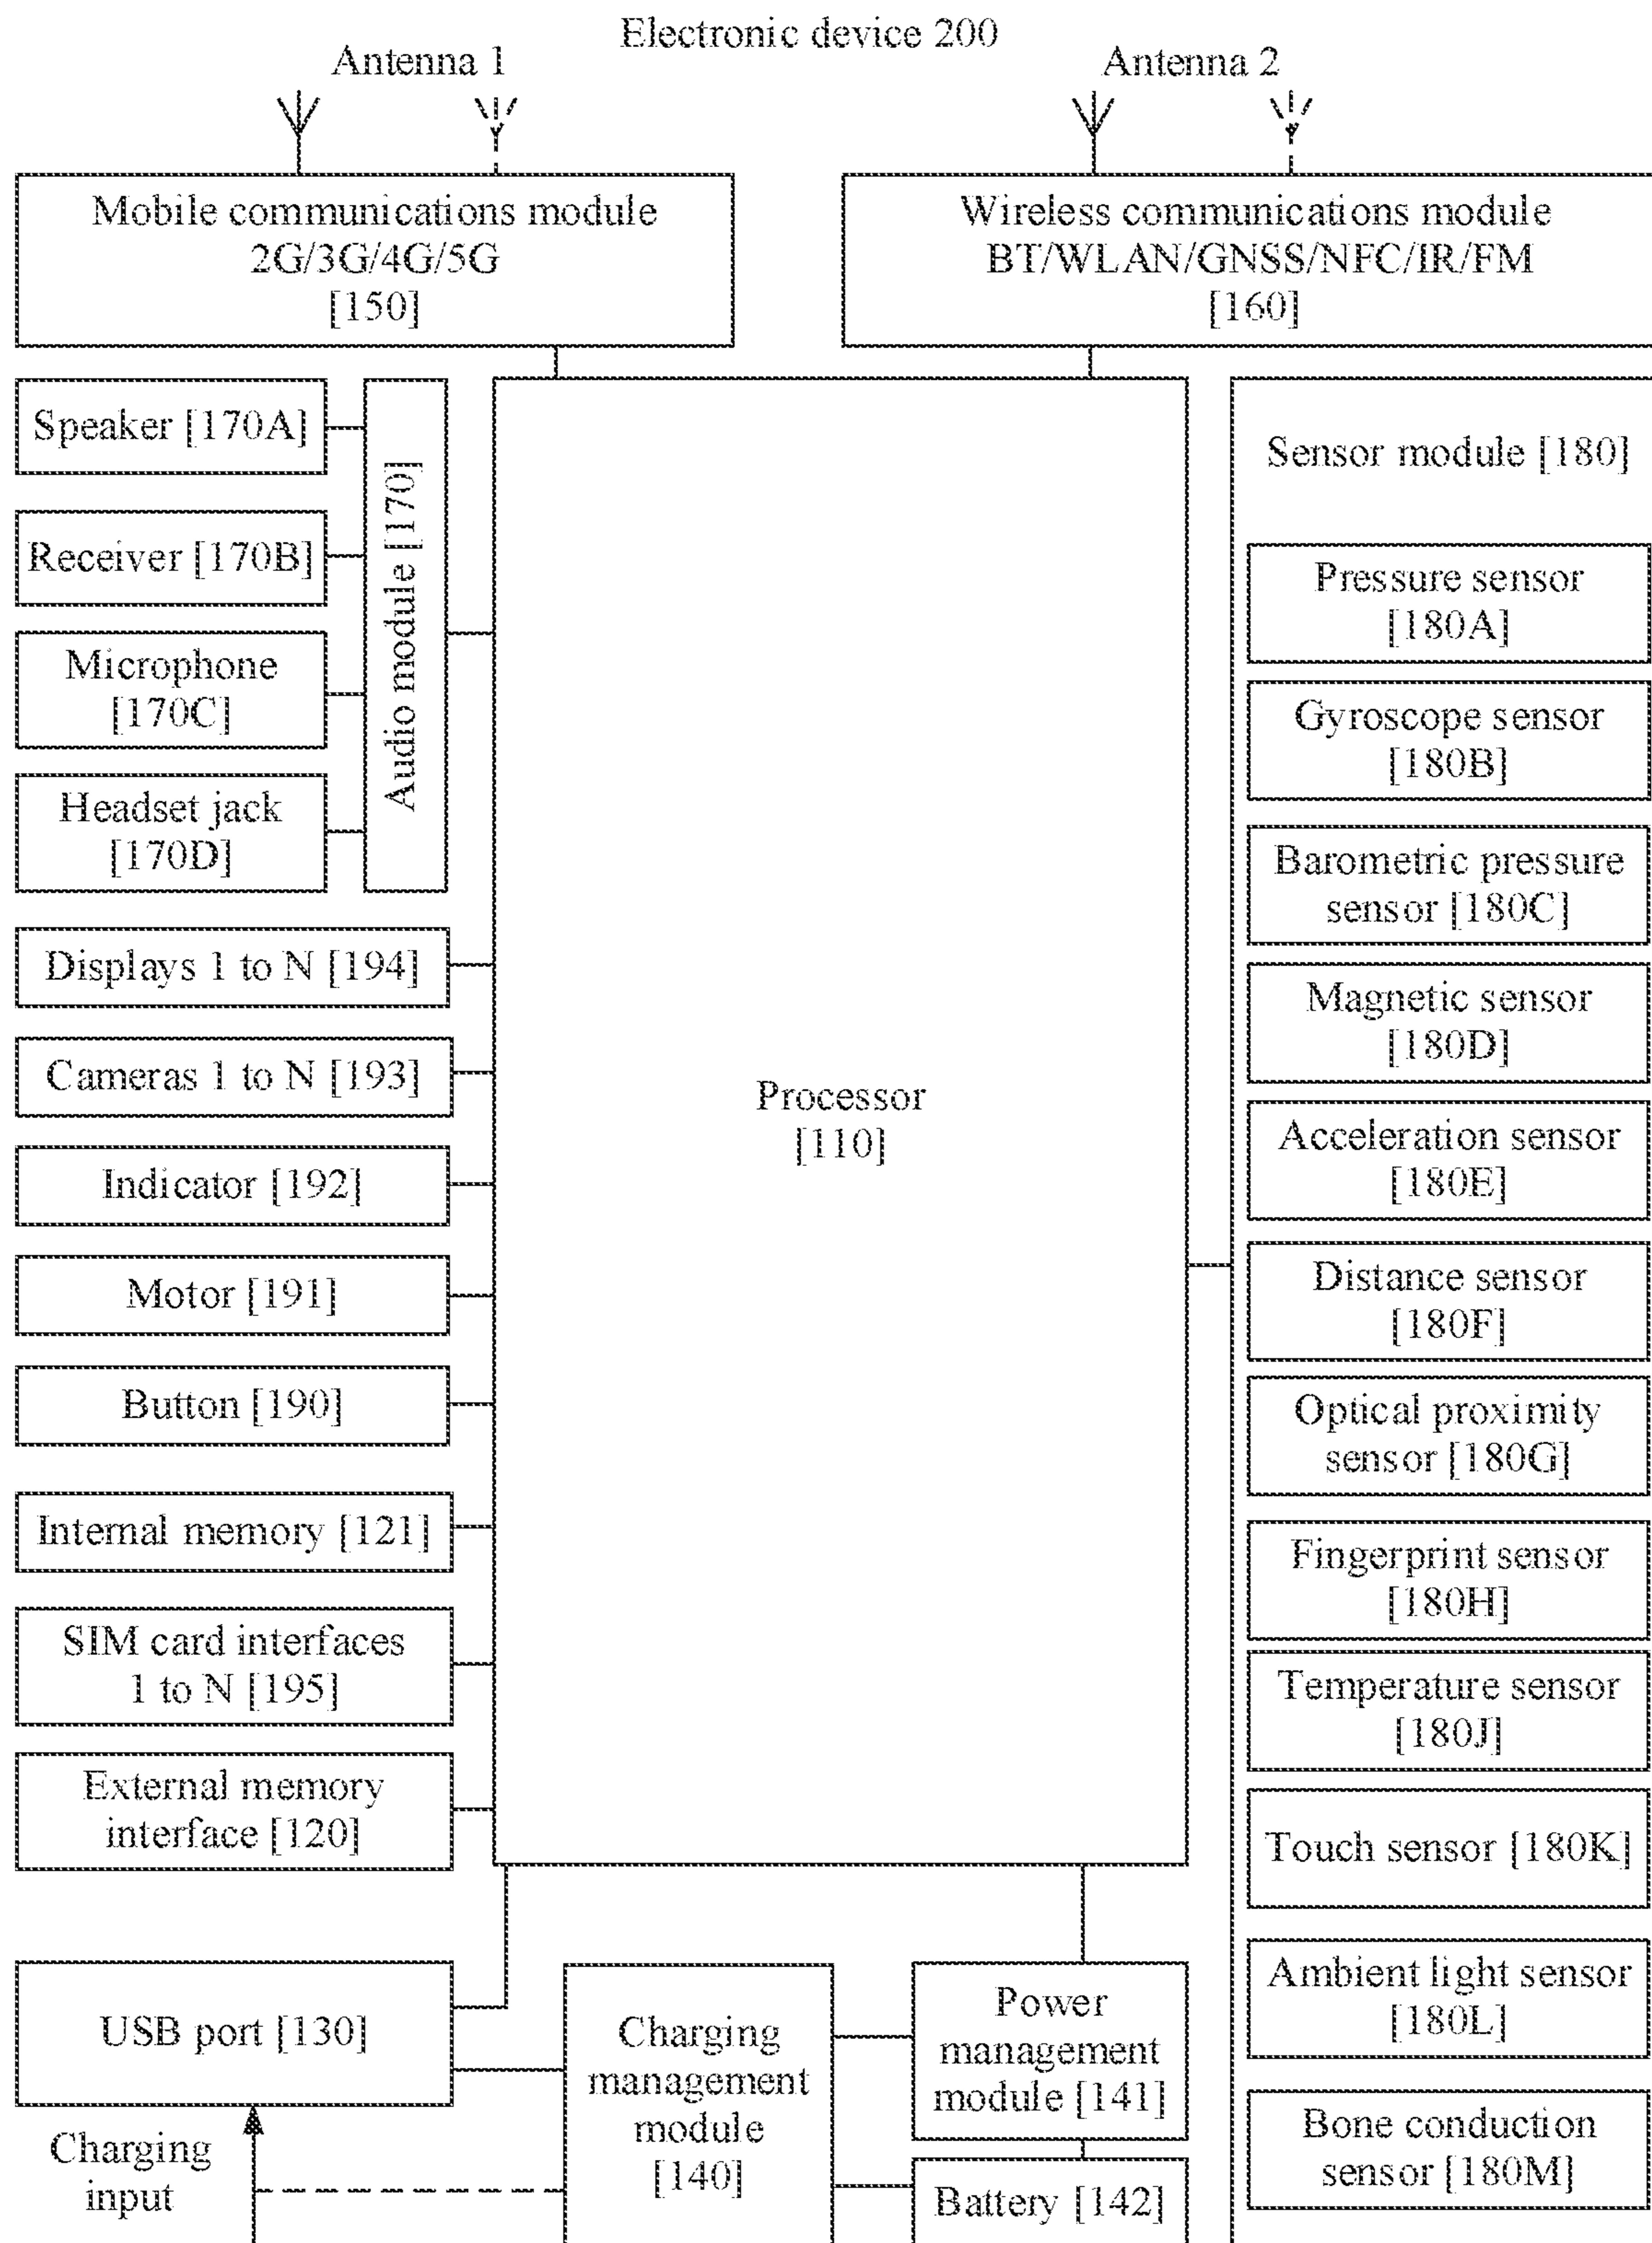 Electronic device 200
Antenna 1
Antenna 2
Mobile communications module
2G/3G/4G/5G
[150]
Wireless communications module
BT/WLAN/GNSS/NFC/IR/FM
[160]
Speaker [170A]
Receiver [170B]
Microphone
[170C]
Headset jack
[170D]
Audio module [170]
Displays 1 to N [194]
Cameras 1 to N [193]
Indicator [192]
Motor [191]
Button [190]
Internal memory [121]
SIM card interfaces
1 to N [195]
External memory
interface [120]
Processor
[110]
Sensor module [180]
Pressure sensor
[180A]
Gyroscope sensor
[180B]
Barometric pressure
sensor [180C]
Magnetic sensor
[180D]
Acceleration sensor
[180E]
Distance sensor
[180F]
Optical proximity
sensor [180G]
Fingerprint sensor
[180H]
Temperature sensor
[180J]
Touch sensor [180K]
Ambient light sensor
[180L]
Bone conduction
sensor [180M]
USB port [130]
Charging
input
Charging
management
module
[140]
Power
management
module [141]
Battery [142]